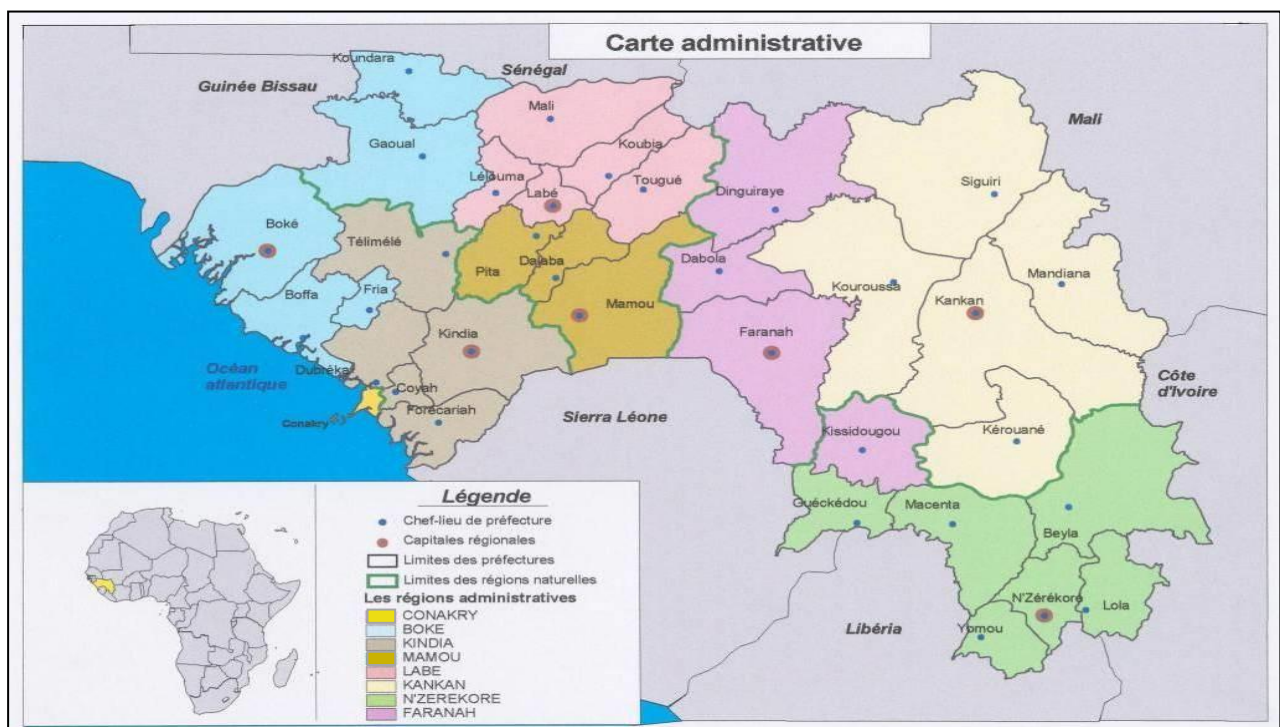 Carte administrative
Koundara
Sénégal
Guinée Bissau
Mali
Mali
Gaoual
Koubia
Lélouma
Labé
Tougué
Dinguiraye
Siguiri
Boké
Télimélé
Pita
Dalaba
Dabola
Mandiana
Boffa
Fria
Mamou
Kouroussa
Kankan
Kindia
Faranah
Océan
atlantique
Dubréka
Coyah
Forécariah
Conakry
Sierra Léone
Côte
d'Ivoire
Kissidougou
Kérouané
Guéckédou
Macenta
Beyla
N'Zérékoré
Lola
Yomou
Libéria
Légende
Chef-lieu de préfecture
Capitales régionales
Limites des préfectures
Limites des régions naturelles
Les régions administratives
CONAKRY
BOKE
KINDIA
MAMOU
LABE
KANKAN
N'ZEREKORE
FARANAH